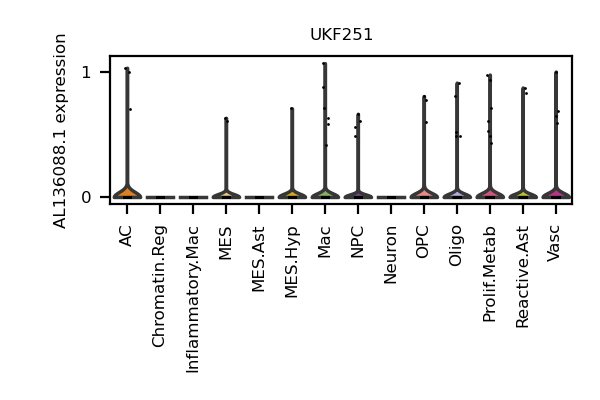 UKF251
AL136088.1 expression
1
0
AC
Chromatin.Reg
Inflammatory.Mac
MES
MES.Ast
MES.Hyp
Mac
NPC
Neuron
OPC
Oligo
Prolif.Metab
Reactive.Ast
Vasc